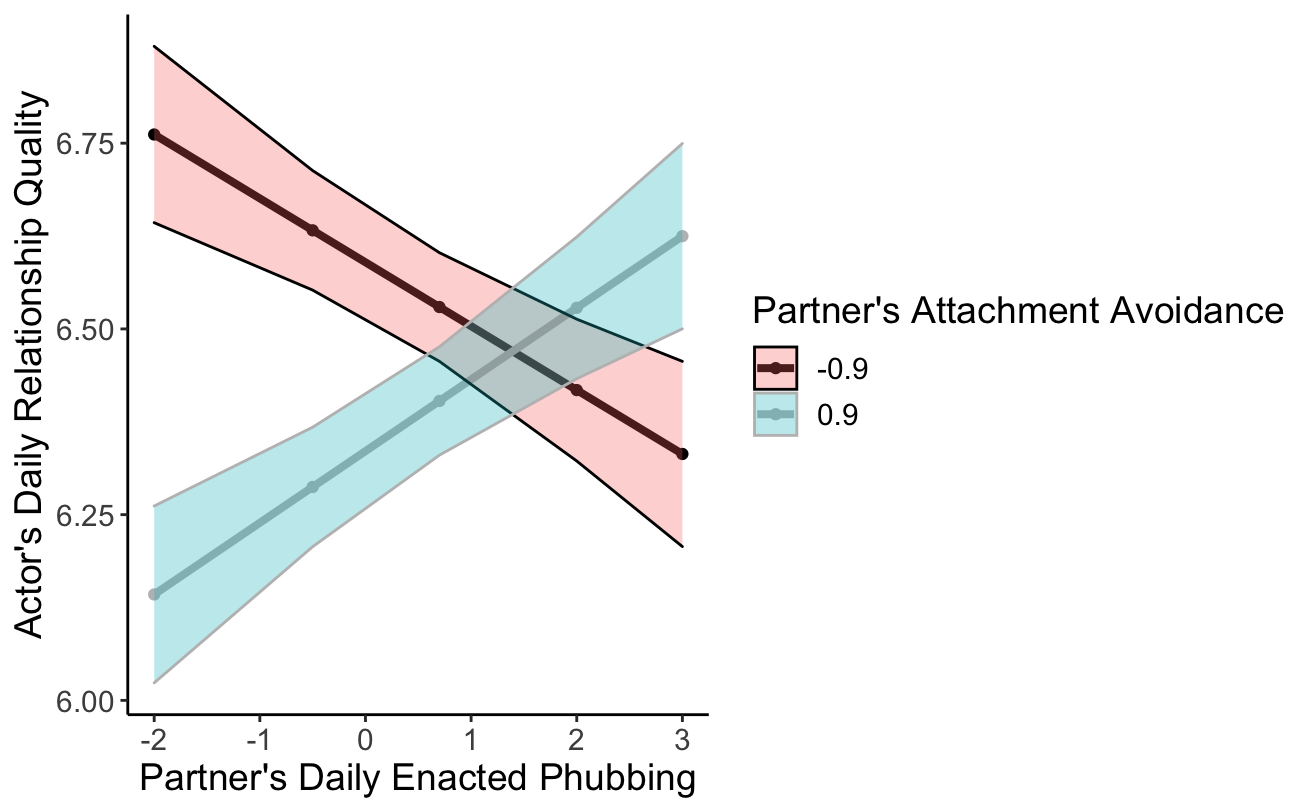 Actor's Daily Relationship Quality
6.75
6.50
6.25
6.00
-2 -1 0 1 2 3
Partner's Daily Enacted Phubbing
Partner's Attachment Avoidance
-0.9
0.9